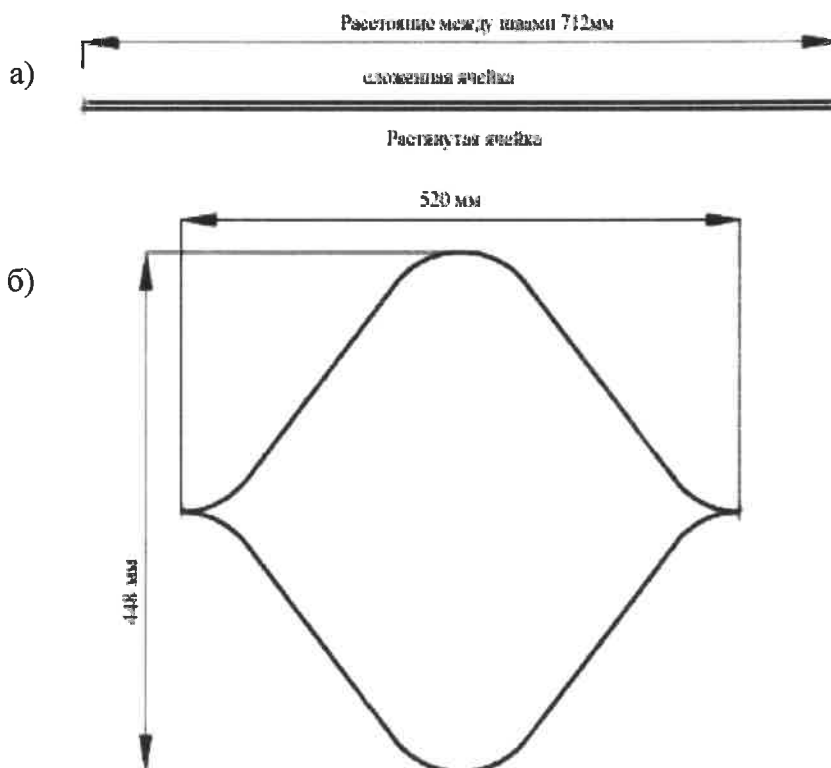 Расстояние между швами 712мм
а)
сложенная ячейка
Растянутая ячейка
520 мм
б)
448 мм